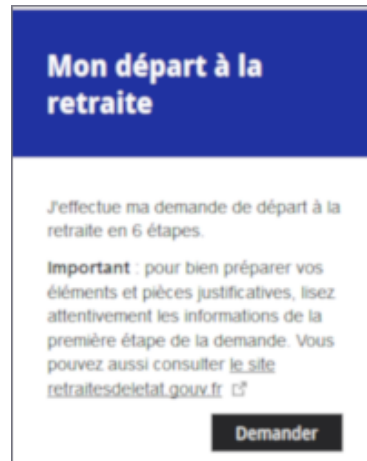 Mon départ à la
retraite
J'effectue ma demande de départ à la
retraite en 6 étapes.
Important : pour bien préparer vos
éléments et pièces justificatives, lisez
attentivement les informations de la
première étape de la demande. Vous
pouvez aussi consulter le site
retraitesdeletat.gouv.fr
Demander